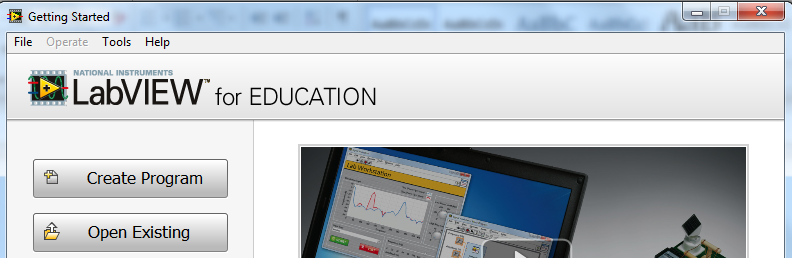 Getting Started
File Operate Tools Help
NATIONAL INSTRUMENTS
LabVIEW™ for EDUCATION
Create Program
Open Existing
Lab Workstation